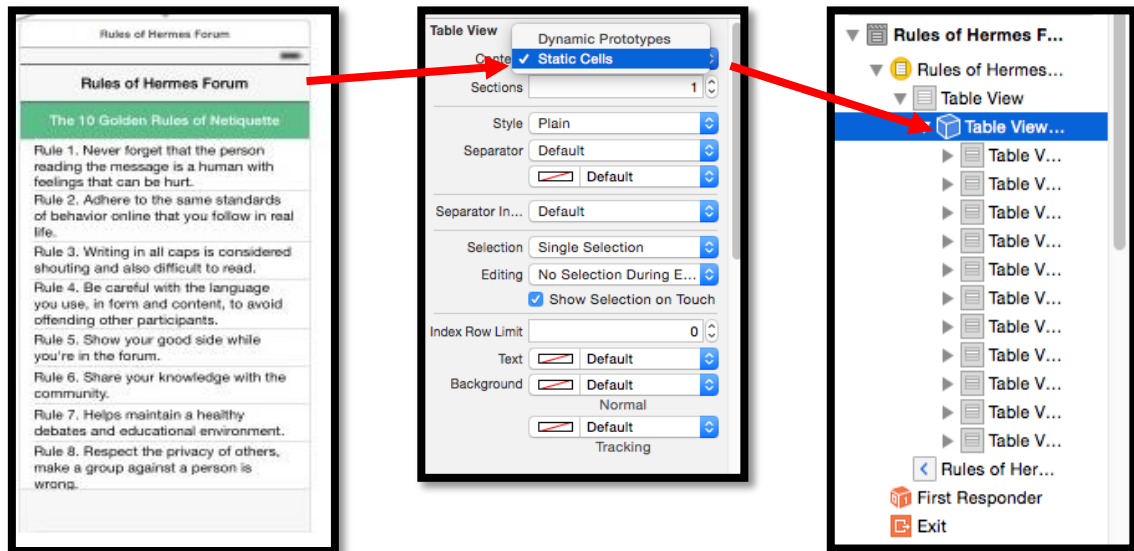 Rules of Hermes Forum
Rules of Hermes Forum
The 10 Golden Rules of Netiquette
Rule 1. Never forget that the person
reading the message is a human with
feelings that can be hurt.
Rule 2. Adhere to the same standards
of behavior online that you follow in real
life.
Rule 3. Writing in all caps is considered
shouting and also difficult to read.
Rule 4. Be careful with the language
you use, in form and content, to avoid
offending other participants.
Rule 5. Show your good side while
you're in the forum.
Rule 6. Share your knowledge with the
community.
Rule 7. Helps maintain a healthy
debates and educational environment.
Rule 8. Respect the privacy of others,
make a group against a person is
wrong.
Table View
Dynamic Prototypes
Conte ✓ Static Cells
Sections 1
Style Plain
Separator Default
Default
Separator In... Default
Selection Single Selection
Editing No Selection During E...
Show Selection on Touch
Index Row Limit 0
Text Default
Background Default
Normal
Default
Tracking
Rules of Hermes F...
Rules of Hermes...
Table View
Table View...
Table V...
Table V...
Table V...
Table V...
Table V...
Table V...
Table V...
Table V...
Table V...
Table V...
Table V...
Rules of Her...
First Responder
Exit